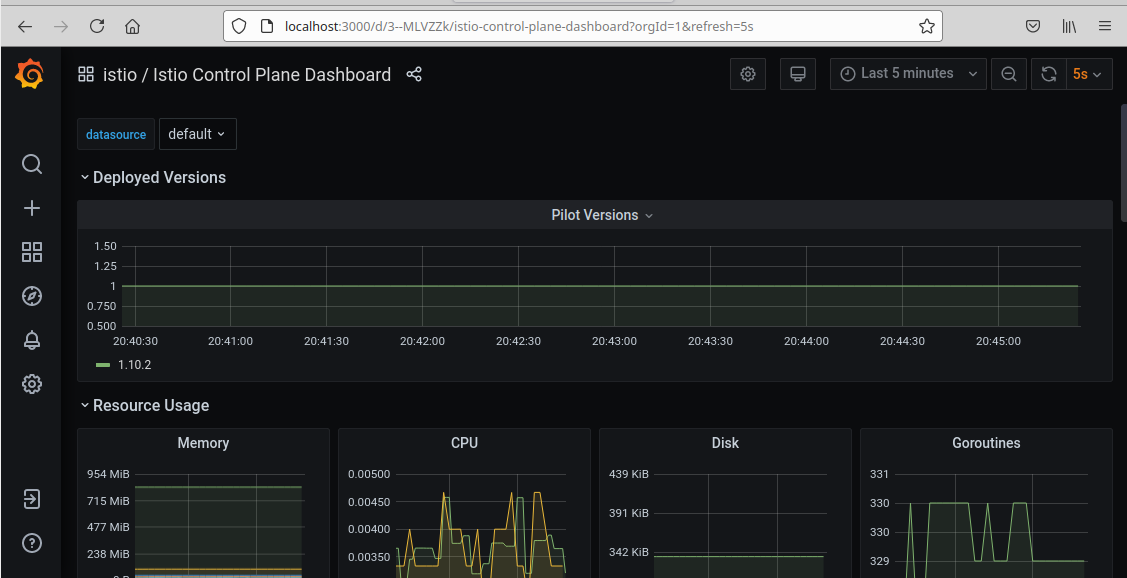 localhost:3000/d/3--MLVZZk/istio-control-plane-dashboard?orgId=1&refresh=5s
istio / Istio Control Plane Dashboard
Last 5 minutes
5s
datasource
default
Deployed Versions
Pilot Versions
1.50
1.25
1
0.750
0.500
20:40:30 20:41:00 20:41:30 20:42:00 20:42:30 20:43:00 20:43:30 20:44:00 20:44:30 20:45:00
1.10.2
Resource Usage
Memory
954 MiB
715 MiB
477 MiB
238 MiB
0 B
CPU
0.00500
0.00450
0.00400
0.00350
Disk
439 KiB
391 KiB
342 KiB
Goroutines
331
330
330
329